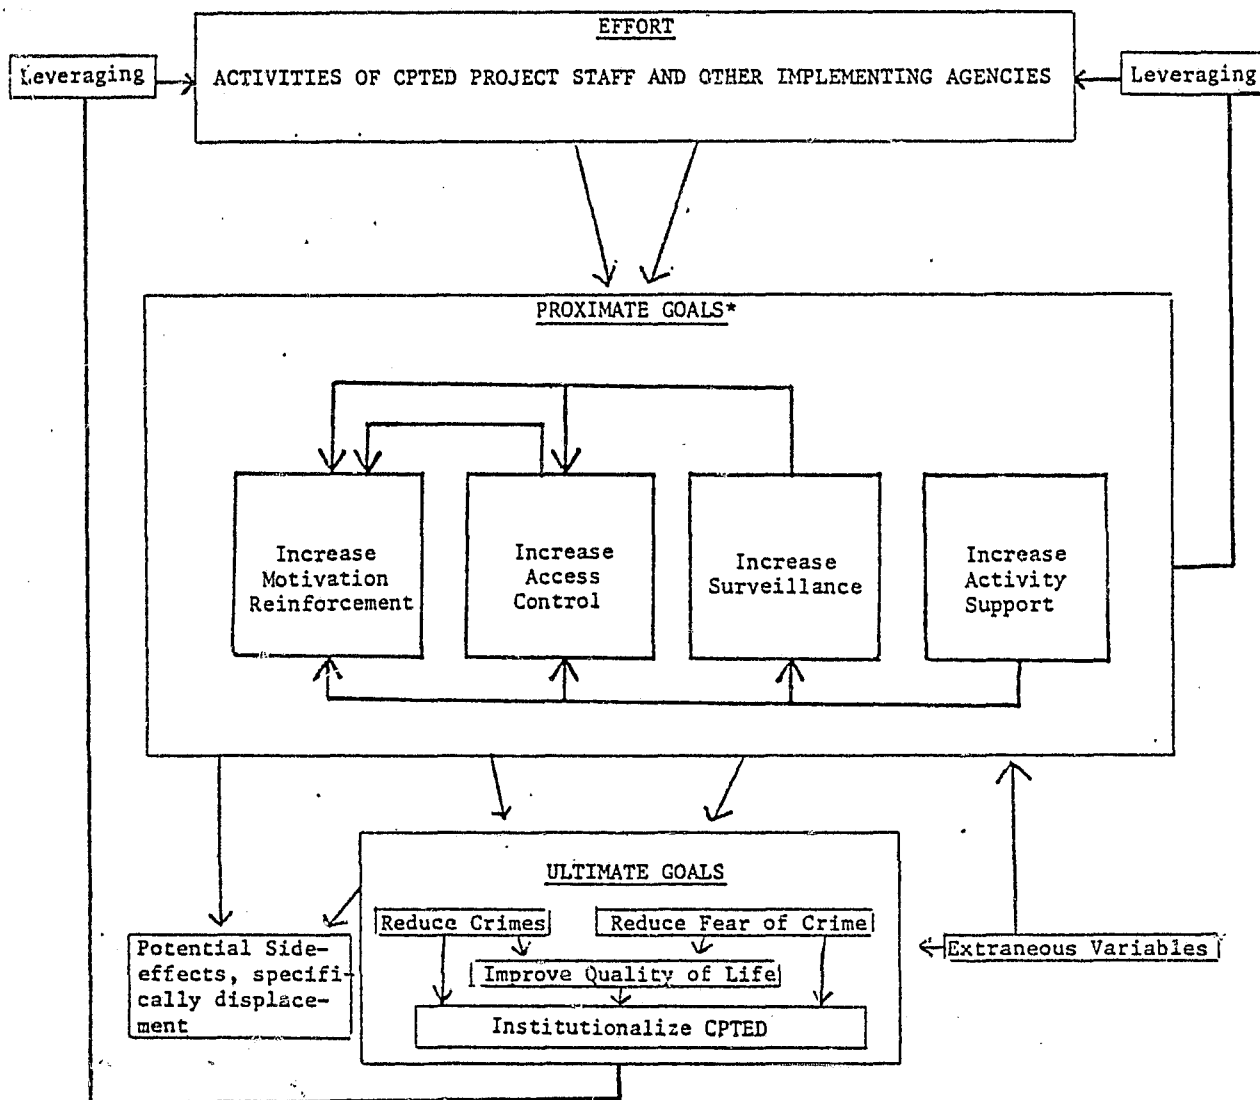 EFFORT
Leveraging
ACTIVITIES OF CPTED PROJECT STAFF AND OTHER IMPLEMENTING AGENCIES
Leveraging
PROXIMATE GOALS*
Increase
Motivation
Reinforcement
Increase
Access
Control
Increase
Surveillance
Increase
Activity
Support
ULTIMATE GOALS
Reduce Crimes
Reduce Fear of Crime
Potential Side-
effects, specifi-
cally displace-
ment
Improve Quality of Life
Extraneous Variables
Institutionalize CPTED